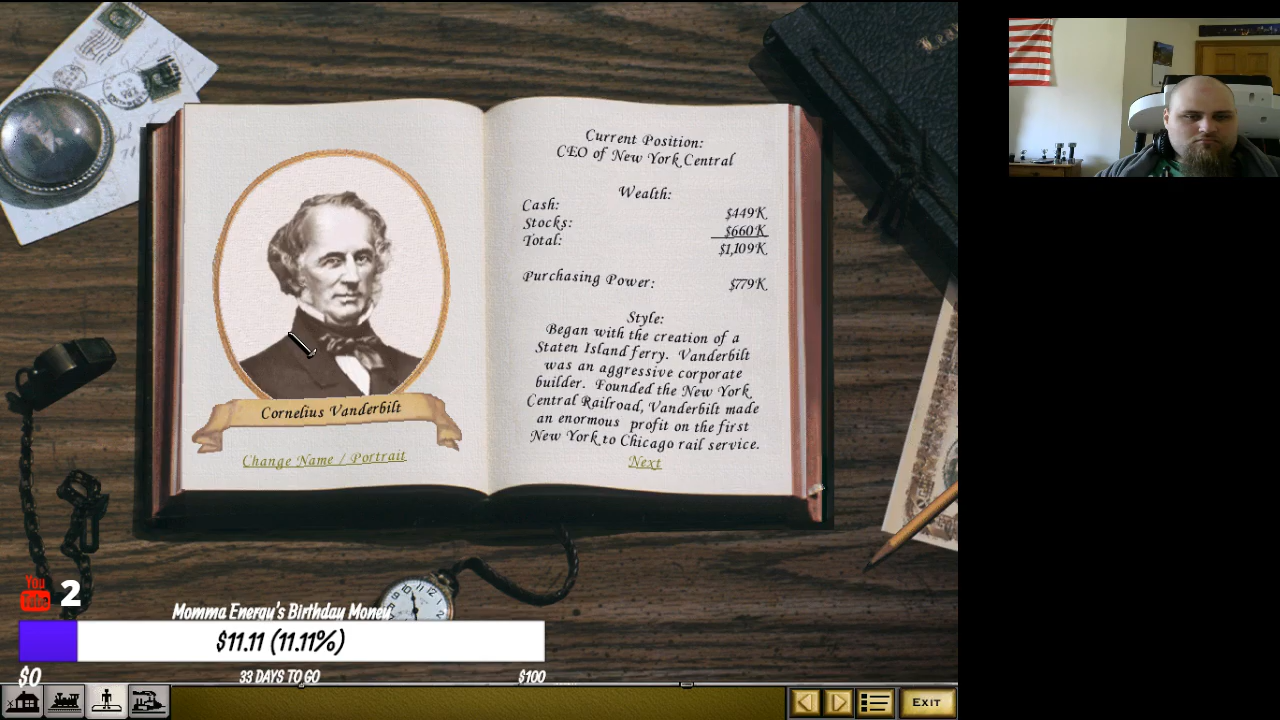 Current Position:
CEO of New York Central
Wealth:
Cash: $449K
Stocks: $660K
Total: $1,109K
Purchasing Power: $779K
Style:
Began with the creation of a
Staten Island ferry. Vanderbilt
was an aggressive corporate
builder. Founded the New York
Central Railroad, Vanderbilt made
an enormous profit on the first
New York to Chicago rail service.
Next
Cornelius Vanderbilt
Change Name / Portrait
You
Tube 2
Momma Energy's Birthday Money
$11.11 (11.11%)
$0 33 DAYS TO GO $100
EXIT